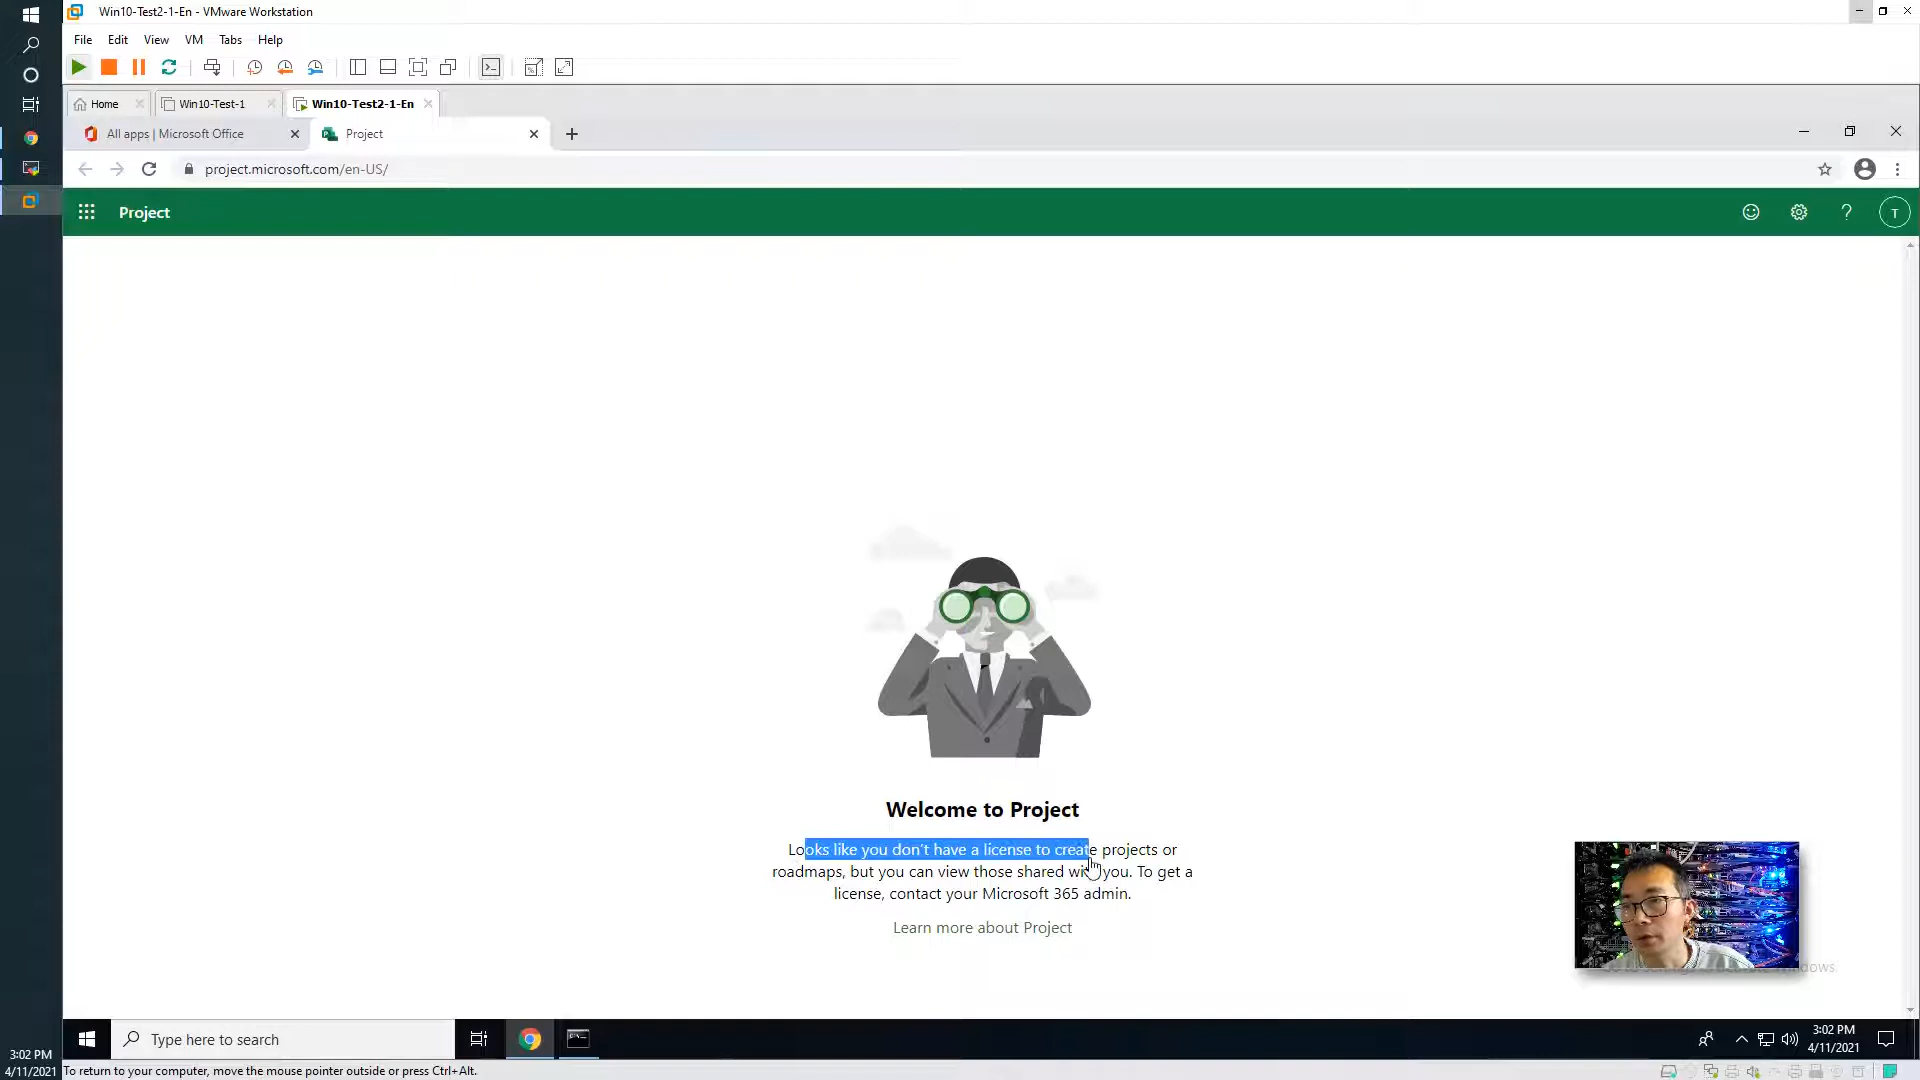 Win10-Test2-1-En - VMware Workstation
File Edit View VM Tabs Help
Home Win10-Test-1 Win10-Test2-1-En
All apps | Microsoft Office Project
project.microsoft.com/en-US/
Project
T
Welcome to Project
Looks like you don't have a license to create projects or
roadmaps, but you can view those shared with you. To get a
license, contact your Microsoft 365 admin.
Learn more about Project
Type here to search
3:02 PM
4/11/2021
3:02 PM
4/11/2021
To return to your computer, move the mouse pointer outside or press Ctrl+Alt.